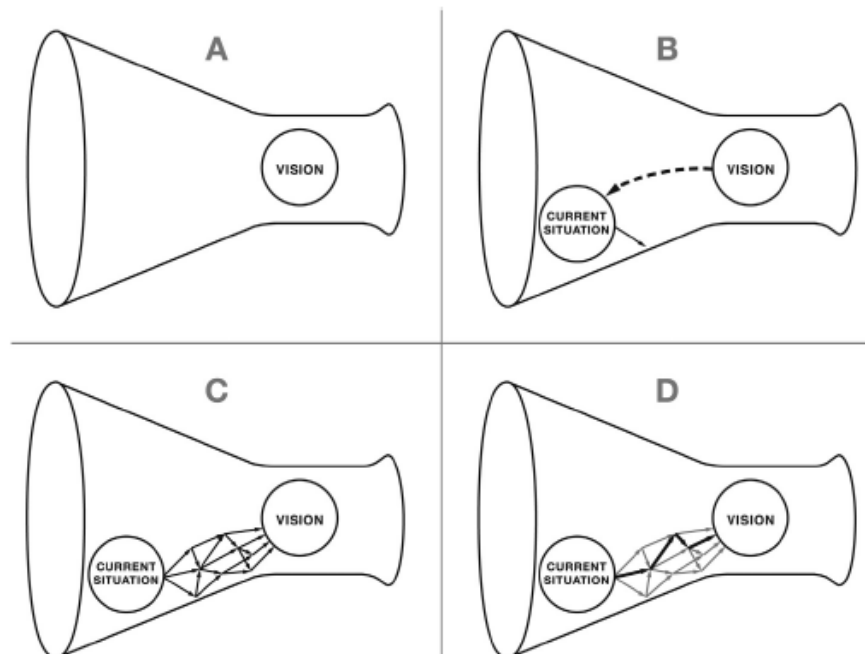 A
VISION
B
VISION
CURRENT
SITUATION
C
VISION
CURRENT
SITUATION
D
VISION
CURRENT
SITUATION